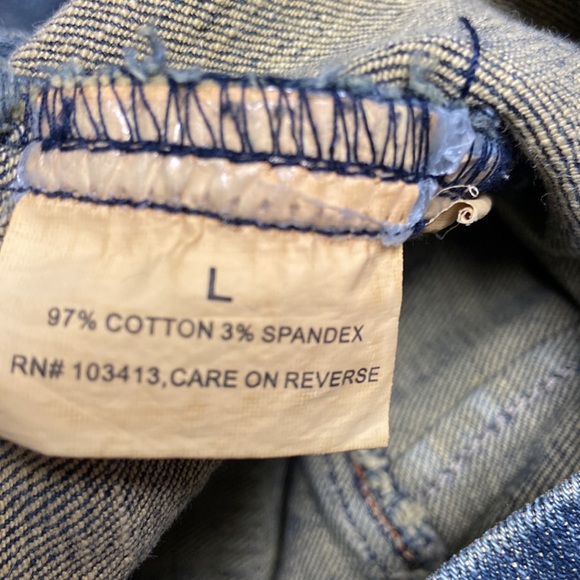 L
97% COTTON 3% SPANDEX
RN# 103413,CARE ON REVERSE